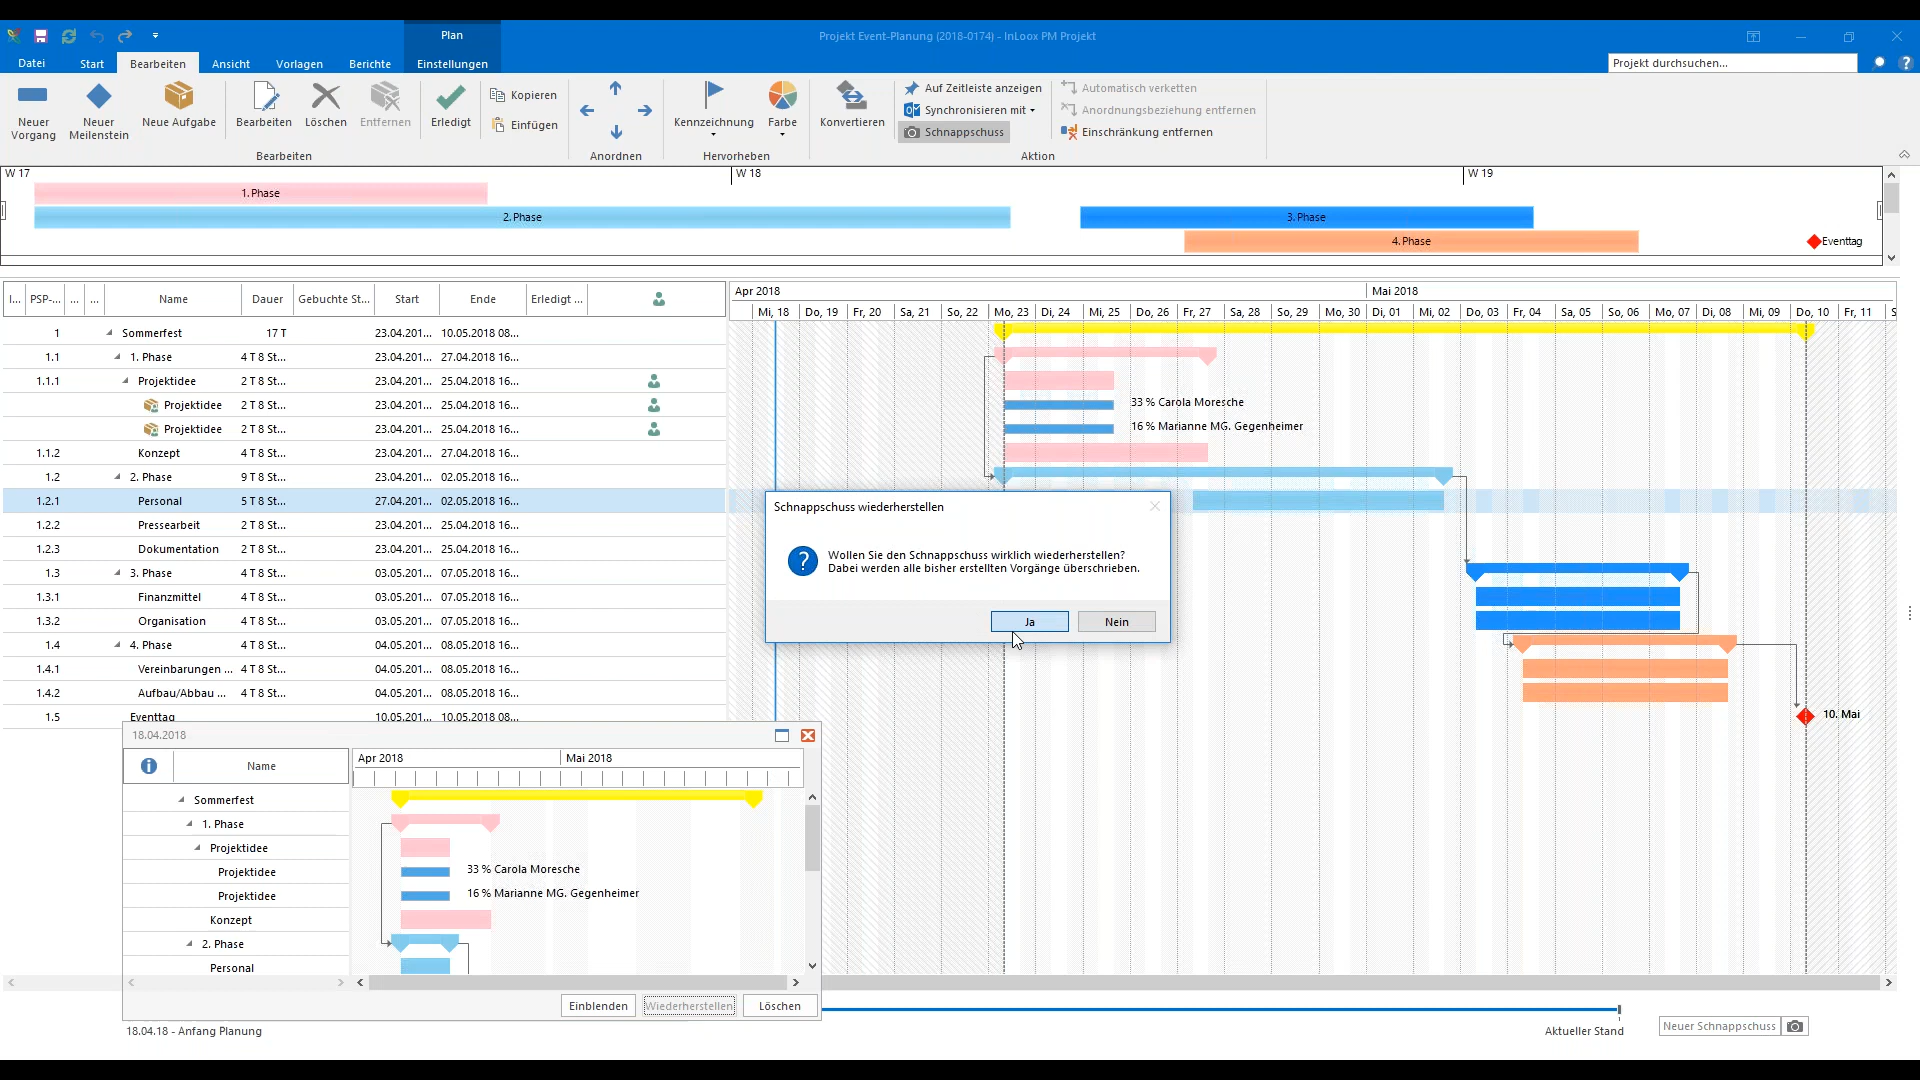 Plan
Projekt Event-Planung (2018-0174) - InLoox PM Projekt
Datei Start Bearbeiten Ansicht Vorlagen Berichte Einstellungen
Projekt durchsuchen...
Neuer Vorgang
Neuer Meilenstein
Neue Aufgabe
Bearbeiten
Löschen
Entfernen
Erledigt
Kopieren
Einfügen
Kennzeichnung
Farbe
Konvertieren
Auf Zeitleiste anzeigen
Synchronisieren mit
Schnappschuss
Automatisch verketten
Anordnungsbeziehung entfernen
Einschränkung entfernen
Bearbeiten Anordnen Hervorheben Aktion
W 17 W 18 W 19
1. Phase
2. Phase 3. Phase
4. Phase Eventtag
I... PSP-... ... ... Name Dauer Gebuchte St... Start Ende Erledigt ...
Apr 2018 Mai 2018
Mi, 18 Do, 19 Fr, 20 Sa, 21 So, 22 Mo, 23 Di, 24 Mi, 25 Do, 26 Fr, 27 Sa, 28 So, 29 Mo, 30 Di, 01 Mi, 02 Do, 03 Fr, 04 Sa, 05 So, 06 Mo, 07 Di, 08 Mi, 09 Do, 10 Fr, 11 S
1 Sommerfest 17 T 23.04.201... 10.05.2018 08...
1.1 1. Phase 4 T 8 St... 23.04.201... 27.04.2018 16...
1.1.1 Projektidee 2 T 8 St... 23.04.201... 25.04.2018 16...
Projektidee 2 T 8 St... 23.04.201... 25.04.2018 16... 33 % Carola Moresche
Projektidee 2 T 8 St... 23.04.201... 25.04.2018 16... 16 % Marianne MG. Gegenheimer
1.1.2 Konzept 4 T 8 St... 23.04.201... 27.04.2018 16...
1.2 2. Phase 9 T 8 St... 23.04.201... 02.05.2018 16...
1.2.1 Personal 5 T 8 St... 27.04.201... 02.05.2018 16...
1.2.2 Pressearbeit 2 T 8 St... 23.04.201... 25.04.2018 16...
1.2.3 Dokumentation 2 T 8 St... 23.04.201... 25.04.2018 16...
1.3 3. Phase 4 T 8 St... 03.05.201... 07.05.2018 16...
1.3.1 Finanzmittel 4 T 8 St... 03.05.201... 07.05.2018 16...
1.3.2 Organisation 4 T 8 St... 03.05.201... 07.05.2018 16...
1.4 4. Phase 4 T 8 St... 04.05.201... 08.05.2018 16...
1.4.1 Vereinbarungen ... 4 T 8 St... 04.05.201... 08.05.2018 16...
1.4.2 Aufbau/Abbau ... 4 T 8 St... 04.05.201... 08.05.2018 16...
1.5 Eventtag 10.05.201... 10.05.2018 08... 10. Mai
Schnappschuss wiederherstellen
Wollen Sie den Schnappschuss wirklich wiederherstellen?
Dabei werden alle bisher erstellten Vorgänge überschrieben.
Ja Nein
18.04.2018
Name Apr 2018 Mai 2018
Sommerfest
1. Phase
Projektidee
Projektidee 33 % Carola Moresche
Projektidee 16 % Marianne MG. Gegenheimer
Konzept
2. Phase
Personal
Einblenden Wiederherstellen Löschen
18.04.18 - Anfang Planung Aktueller Stand Neuer Schnappschuss